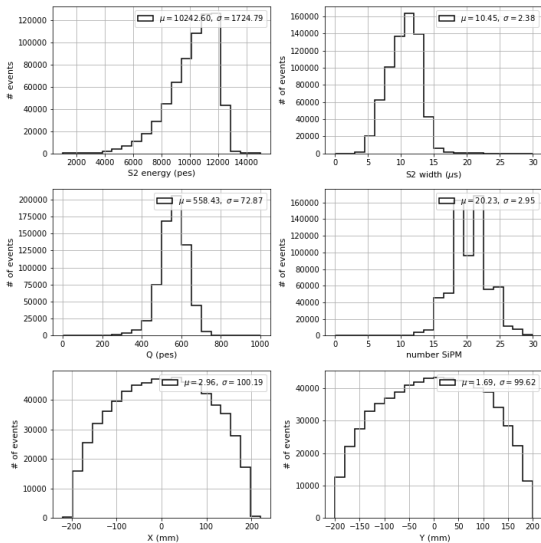 μ=10242.60, σ=1724.79
120000
100000
80000
60000
40000
20000
0
# events
2000 4000 6000 8000 10000 12000 14000
S2 energy (pes)
μ=10.45, σ=2.38
160000
140000
120000
100000
80000
60000
40000
20000
0
# of events
0 5 10 15 20 25 30
S2 width (μs)
μ=558.43, σ=72.87
200000
175000
150000
125000
100000
75000
50000
25000
0
# of events
0 200 400 600 800 1000
Q (pes)
μ=20.23, σ=2.95
160000
140000
120000
100000
80000
60000
40000
20000
0
# of events
0 5 10 15 20 25 30
number SiPM
μ=2.96, σ=100.19
40000
30000
20000
10000
0
# of events
−200 −100 0 100 200
X (mm)
μ=1.69, σ=99.62
40000
30000
20000
10000
0
# of events
−200 −150 −100 −50 0 50 100 150 200
Y (mm)